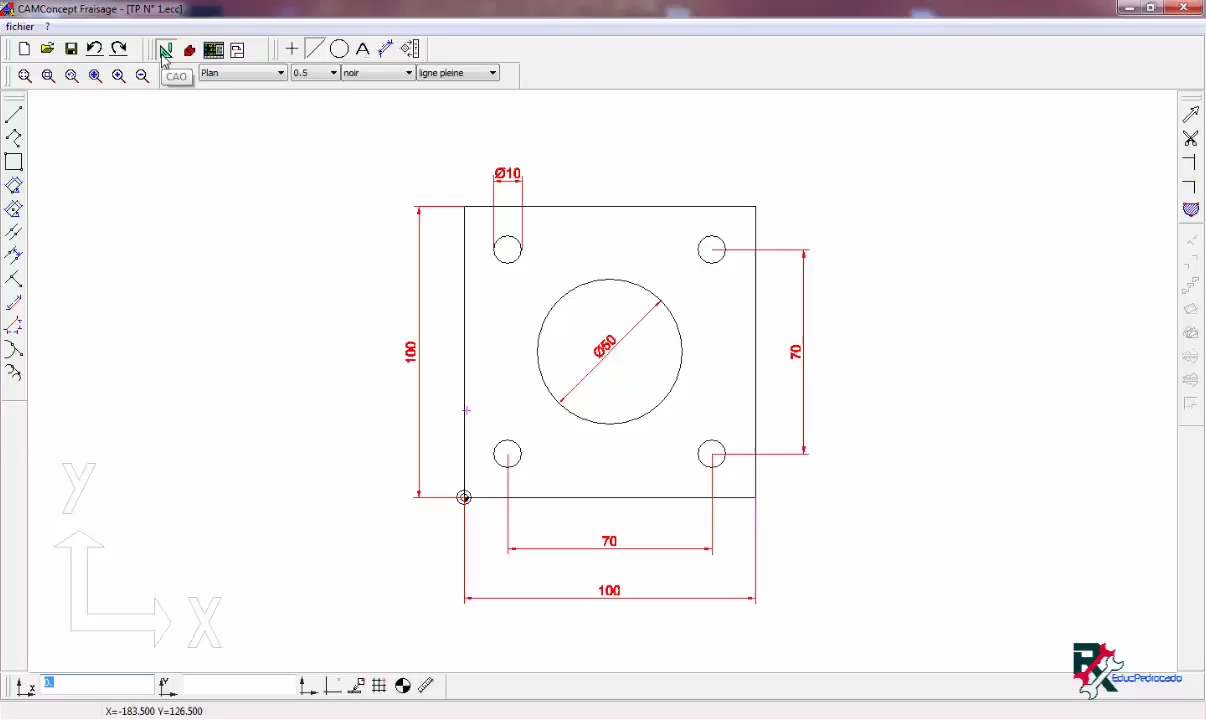 CAMConcept Fraisage - [TP N° 1.ecc]
fichier ?
A
CAO
Plan 0.5 noir ligne pleine
Ø10
100
Ø50
70
70
100
Y
X
0.
X=-183.500 Y=126.500
EducPedrocado